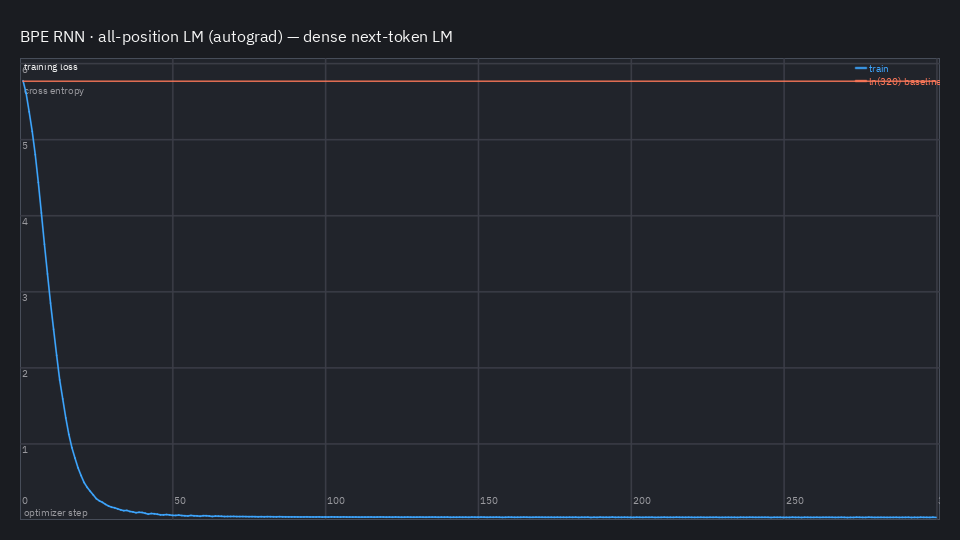 BPE RNN · all-position LM (autograd) — dense next-token LM
training loss
6
train
ln(320) baseline
cross entropy
5
4
3
2
1
0 50 100 150 200 250
optimizer step